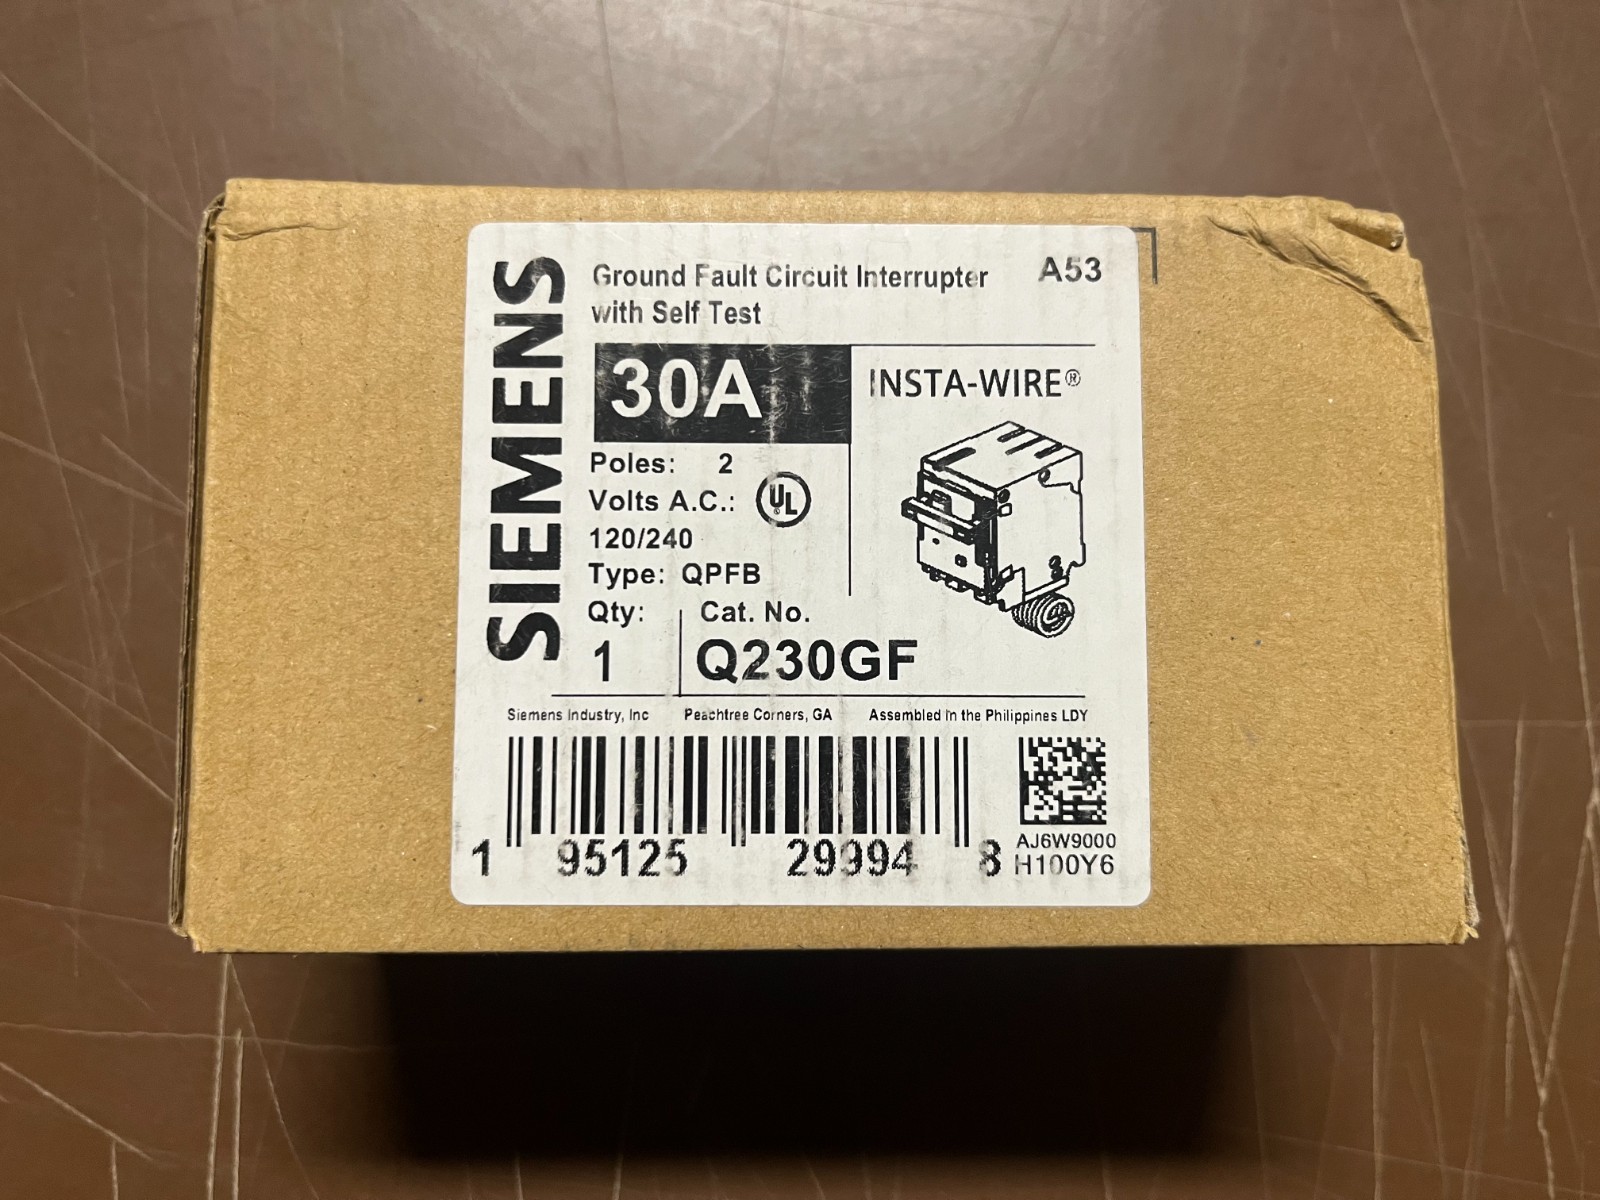 SIEMENS
Ground Fault Circuit Interrupter A53
with Self Test
30A
INSTA-WIRE®
Poles: 2
Volts A.C.:
UL
120/240
Type: QPFB
Qty: Cat. No.
1 Q230GF
Siemens Industry, Inc Peachtree Corners, GA Assembled in the Philippines LDY
1 95125 29994 8
AJ6W9000
H100Y6